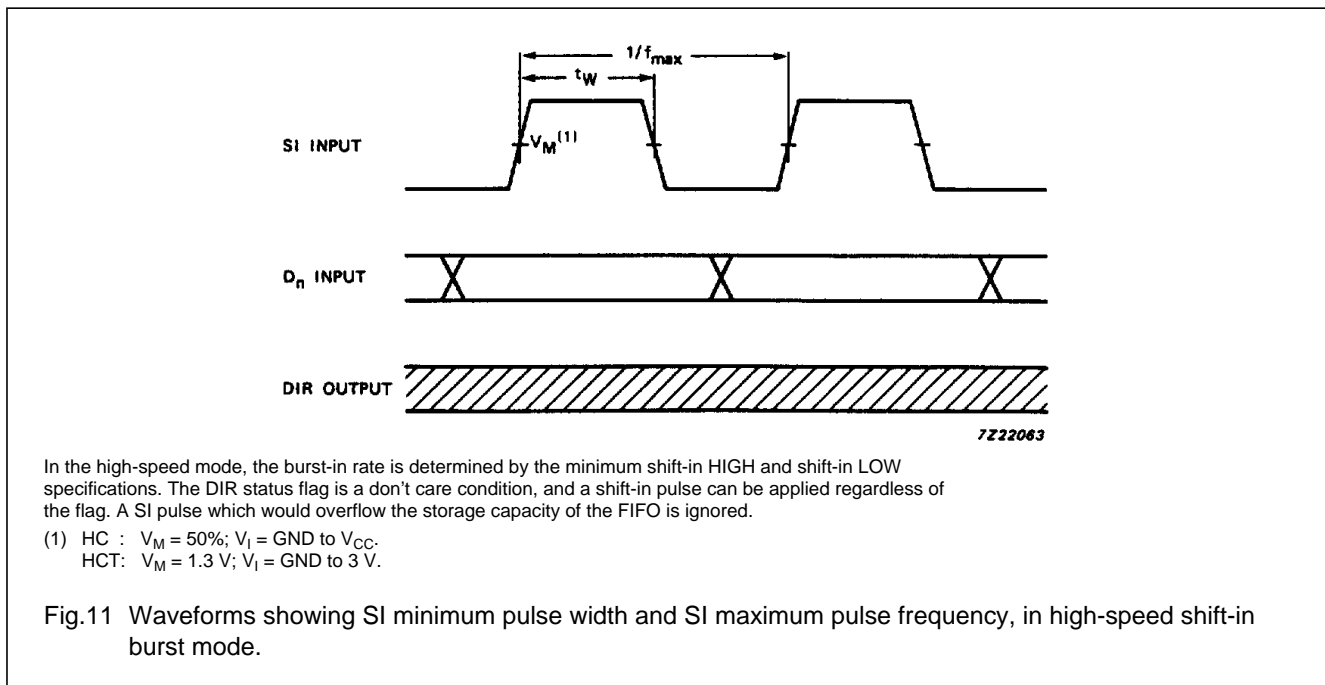 1/fmax
tW
SI INPUT
VM(1)
Dn INPUT
DIR OUTPUT
7Z22063
In the high-speed mode, the burst-in rate is determined by the minimum shift-in HIGH and shift-in LOW
specifications. The DIR status flag is a don't care condition, and a shift-in pulse can be applied regardless of
the flag. A SI pulse which would overflow the storage capacity of the FIFO is ignored.
(1) HC : VM = 50%; VI = GND to VCC.
HCT: VM = 1.3 V; VI = GND to 3 V.
Fig.11 Waveforms showing SI minimum pulse width and SI maximum pulse frequency, in high-speed shift-in
burst mode.